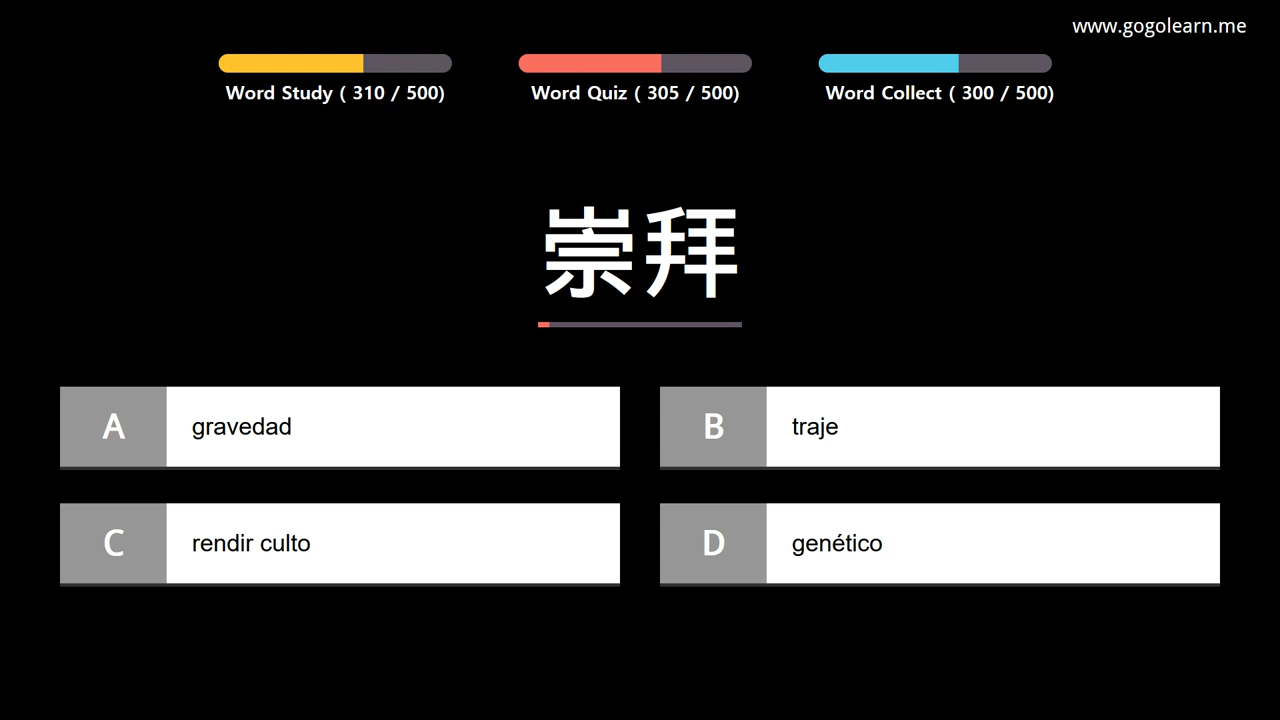 www.gogolearn.me
Word Study ( 310 / 500)
Word Quiz ( 305 / 500)
Word Collect ( 300 / 500)
崇拜
A gravedad
B traje
C rendir culto
D genético